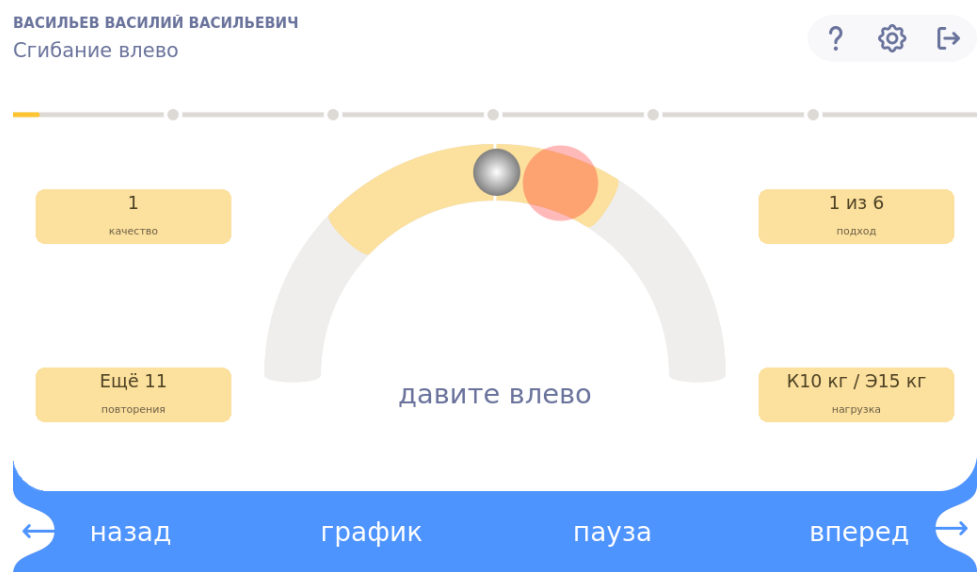 ВАСИЛЬЕВ ВАСИЛИЙ ВАСИЛЬЕВИЧ
Сгибание влево
?
1
качество
1 из 6
подход
Ещё 11
повторения
К10 кг / Э15 кг
нагрузка
давите влево
назад
график
пауза
вперед